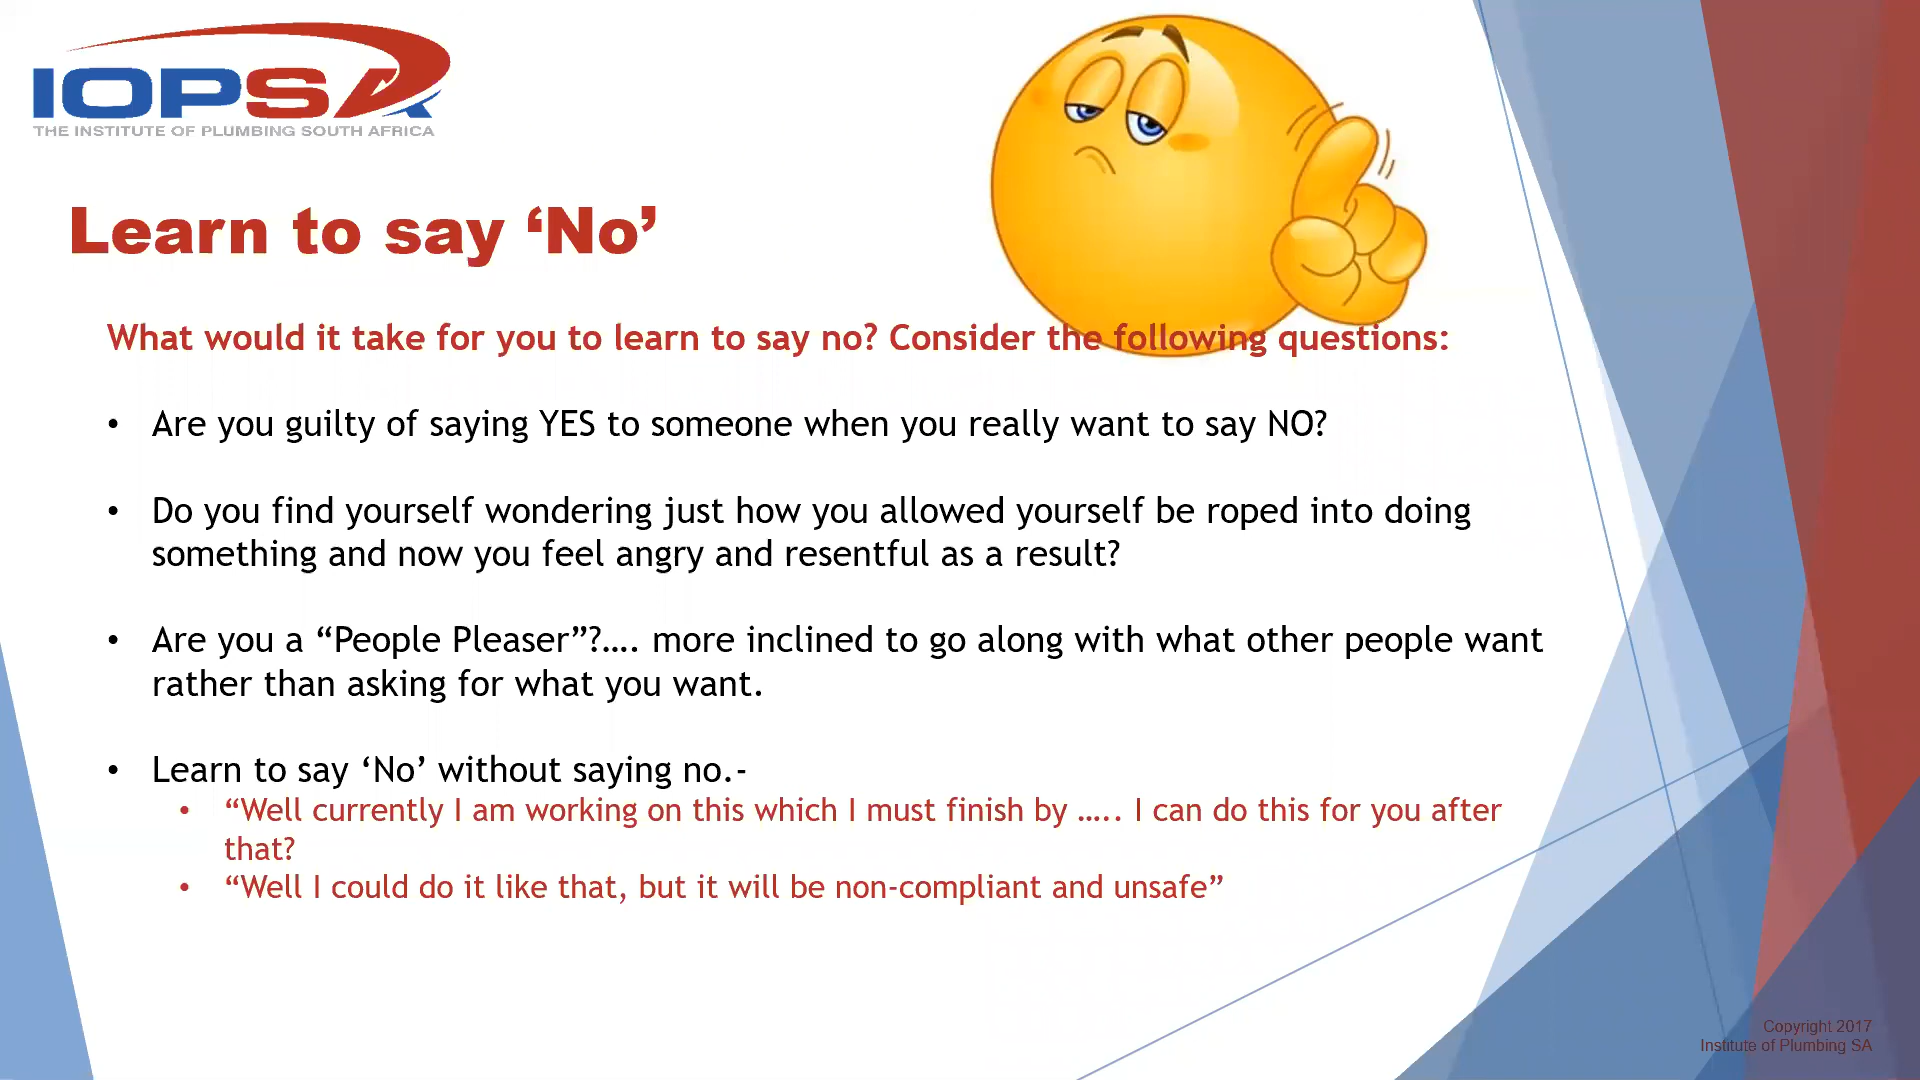 IOPSA
THE INSTITUTE OF PLUMBING SOUTH AFRICA
Learn to say ‘No’
What would it take for you to learn to say no? Consider the following questions:
• Are you guilty of saying YES to someone when you really want to say NO?
• Do you find yourself wondering just how you allowed yourself be roped into doing
something and now you feel angry and resentful as a result?
• Are you a “People Pleaser”?…. more inclined to go along with what other people want
rather than asking for what you want.
• Learn to say ‘No’ without saying no.-
• “Well currently I am working on this which I must finish by ….. I can do this for you after
that?
• “Well I could do it like that, but it will be non-compliant and unsafe”
Copyright 2017
Institute of Plumbing SA